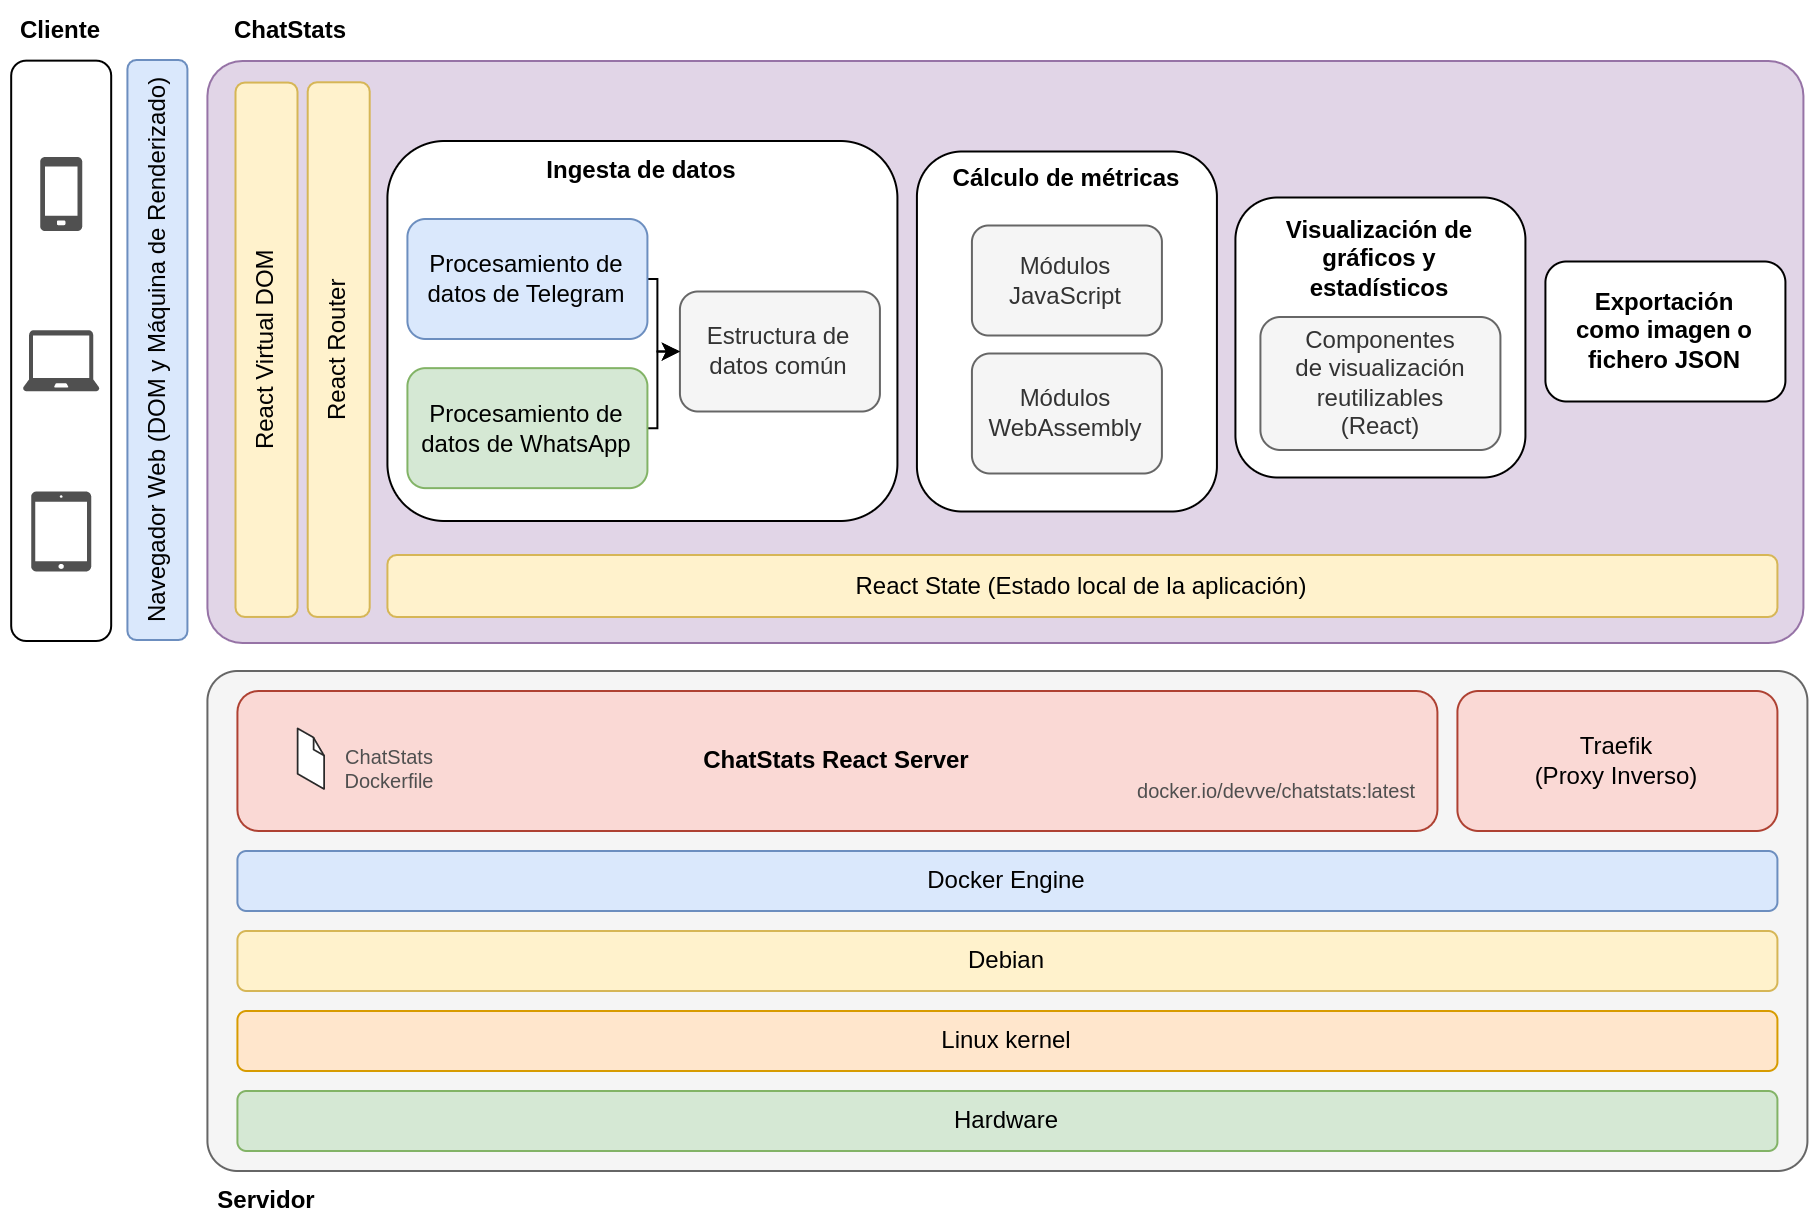 Cliente
ChatStats
Navegador Web (DOM y Máquina de Renderizado)
React Virtual DOM
React Router
Ingesta de datos
Procesamiento de
datos de Telegram
Procesamiento de
datos de WhatsApp
Estructura de
datos común
Cálculo de métricas
Módulos
JavaScript
Módulos
WebAssembly
Visualización de
gráficos y
estadísticos
Componentes
de visualización
reutilizables
(React)
Exportación
como imagen o
fichero JSON
React State (Estado local de la aplicación)
ChatStats
Dockerfile
ChatStats React Server
docker.io/devve/chatstats:latest
Traefik
(Proxy Inverso)
Docker Engine
Debian
Linux kernel
Hardware
Servidor